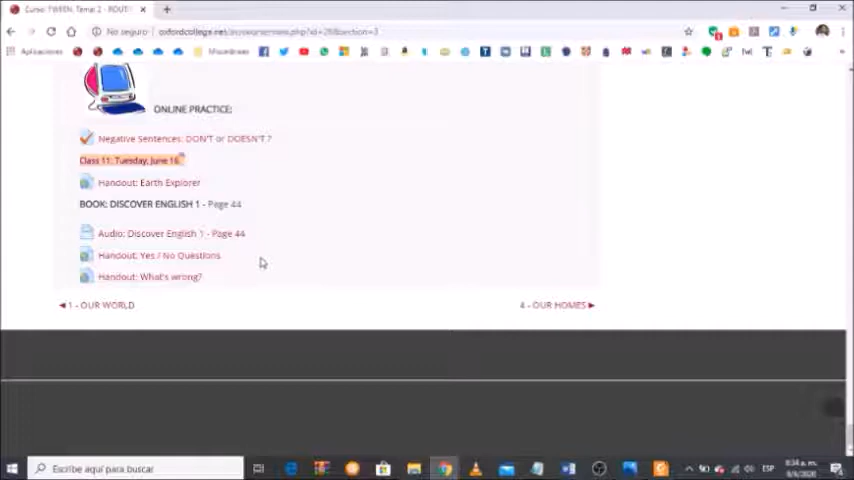 Curso: TWEEN, Tema: 2 - ROUT
No seguro
Aplicaciones
ONLINE PRACTICE:
Negative Sentences: DON'T or DOESN'T ?
Class 11: Tuesday, June 16
Handout: Earth Explorer
BOOK: DISCOVER ENGLISH 1 - Page 44
Audio: Discover English 1 - Page 44
Handout: Yes / No Questions
Handout: What's wrong?
◄ 1 - OUR WORLD
4 - OUR HOMES ►
Escribe aquí para buscar
ESP